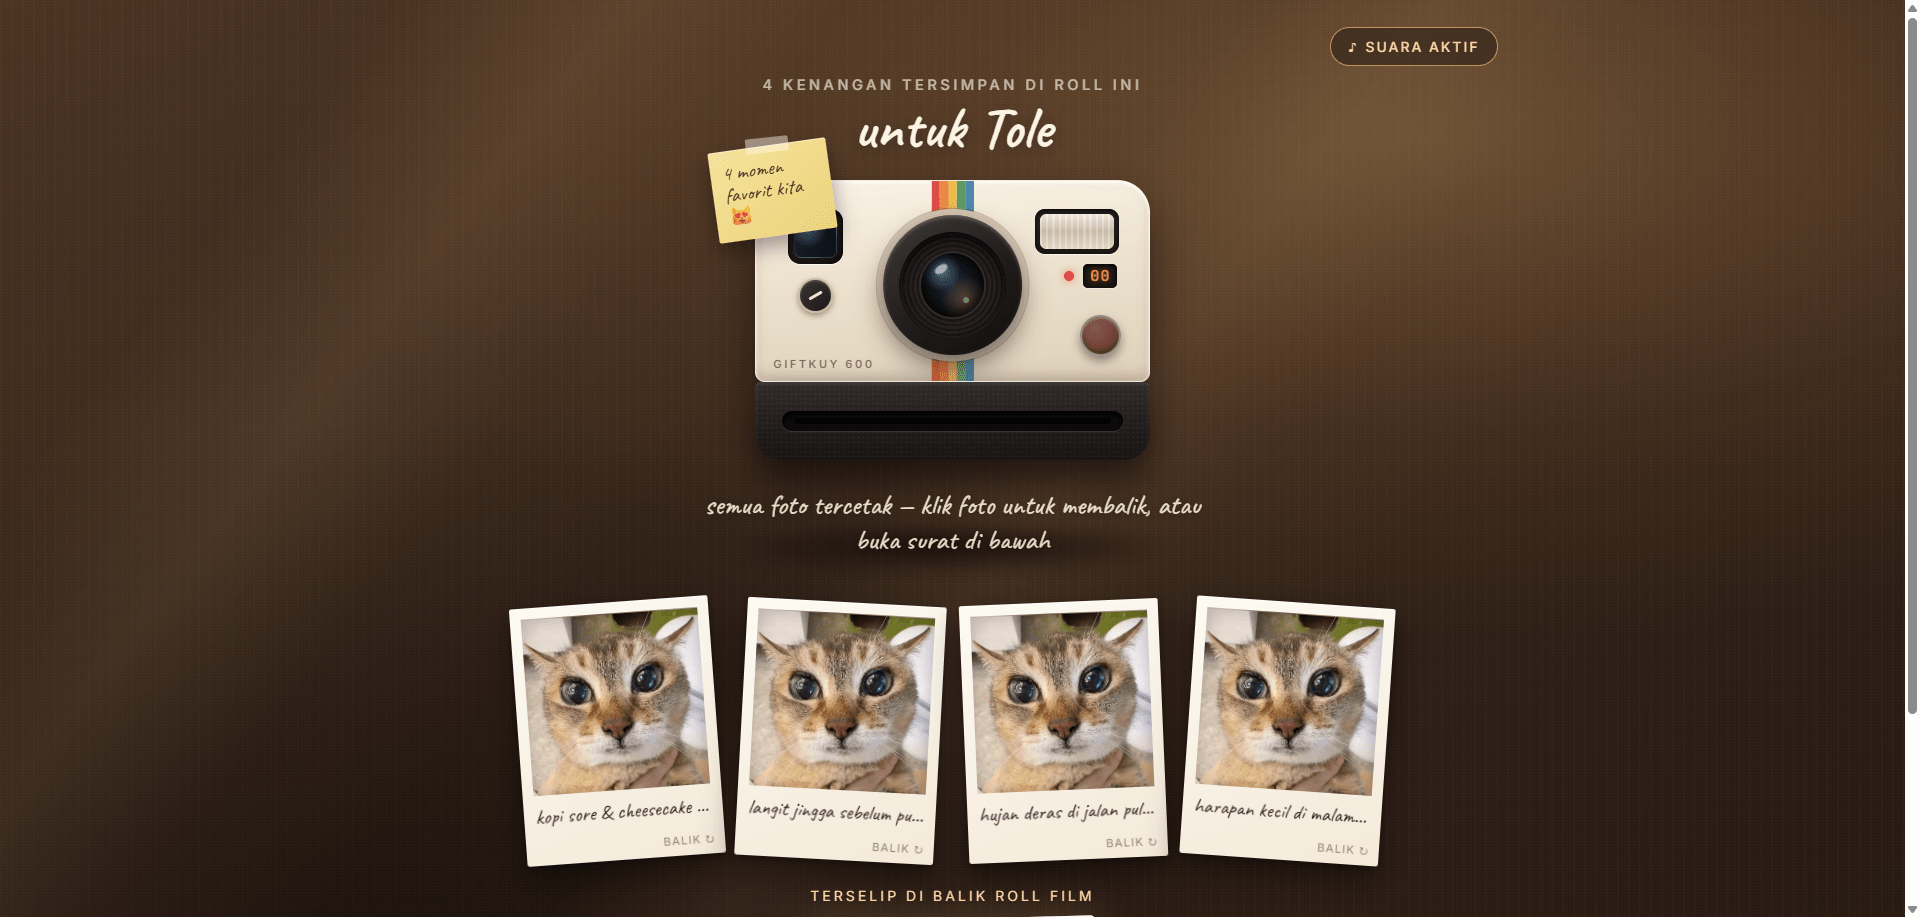 ♪ SUARA AKTIF
4 KENANGAN TERSIMPAN DI ROLL INI
untuk Tole
4 momen
favorit kita
😻
00
GIFTKUY 600
semua foto tercetak — klik foto untuk membalik, atau
buka surat di bawah
kopi sore & cheesecake ...
BALIK ↻
langit jingga sebelum pu...
BALIK ↻
hujan deras di jalan pul...
BALIK ↻
harapan kecil di malam...
BALIK ↻
TERSELIP DI BALIK ROLL FILM